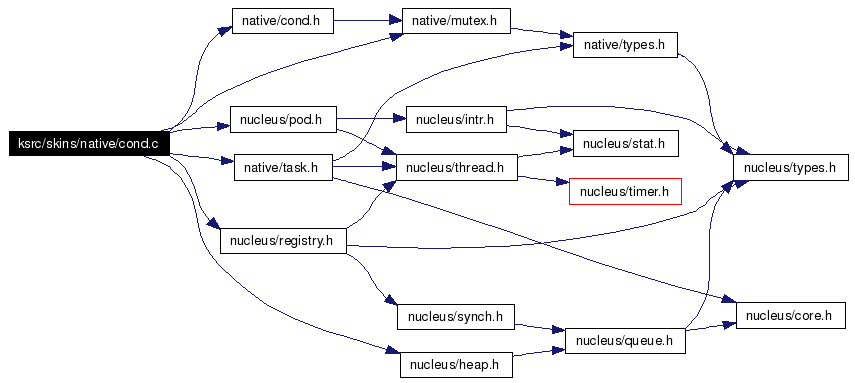 native/cond.h
native/mutex.h
native/types.h
nucleus/pod.h
nucleus/intr.h
ksrc/skins/native/cond.c
nucleus/stat.h
native/task.h
nucleus/thread.h
nucleus/types.h
nucleus/timer.h
nucleus/registry.h
nucleus/synch.h
nucleus/core.h
nucleus/queue.h
nucleus/heap.h